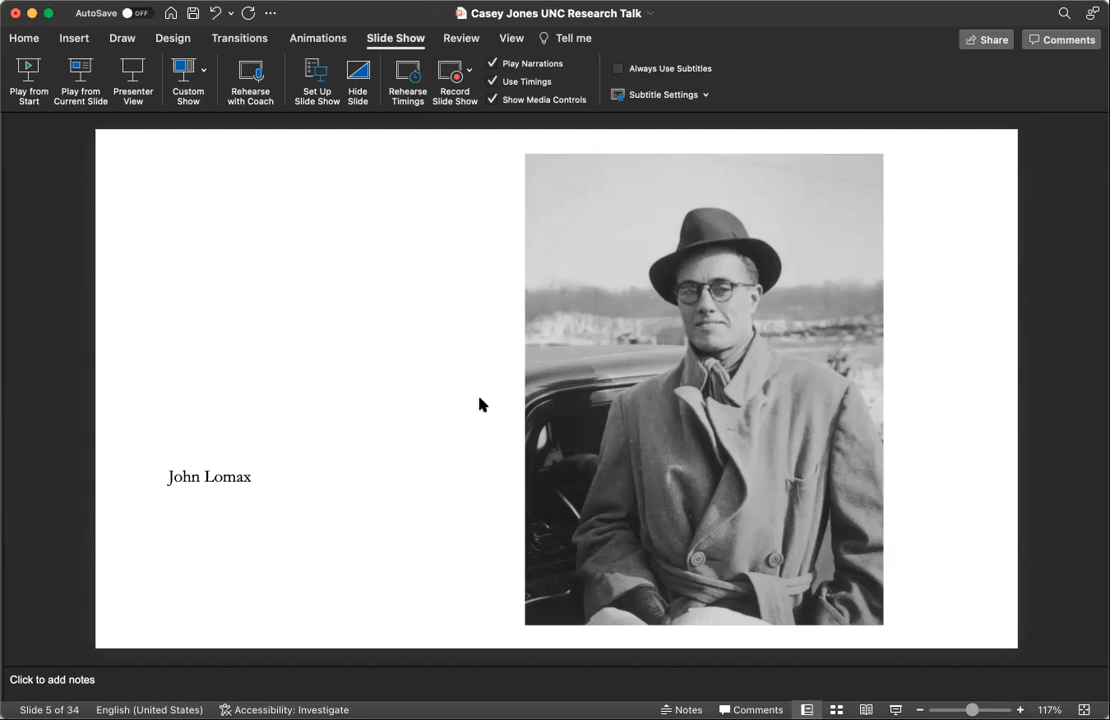 AutoSave OFF
Casey Jones UNC Research Talk
Home Insert Draw Design Transitions Animations Slide Show Review View Tell me Share Comments
Play from Start
Play from Current Slide
Presenter View
Custom Show
Rehearse with Coach
Set Up Slide Show
Hide Slide
Rehearse Timings
Record Slide Show
Play Narrations
Use Timings
Show Media Controls
Always Use Subtitles
Subtitle Settings
John Lomax
Click to add notes
Slide 5 of 34 English (United States) Accessibility: Investigate Notes Comments 117%